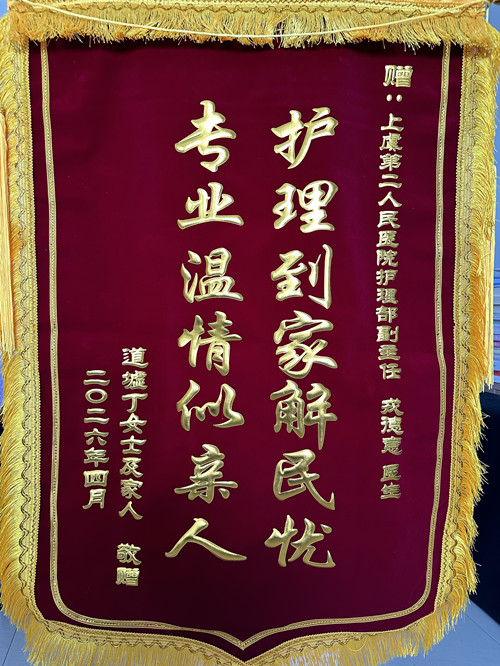 赠：上虞第二人民医院护理部副主任 戎德意 医生
护理到家解民忧
专业温情似亲人
道墟丁女士及家人 敬赠
二〇二六年四月